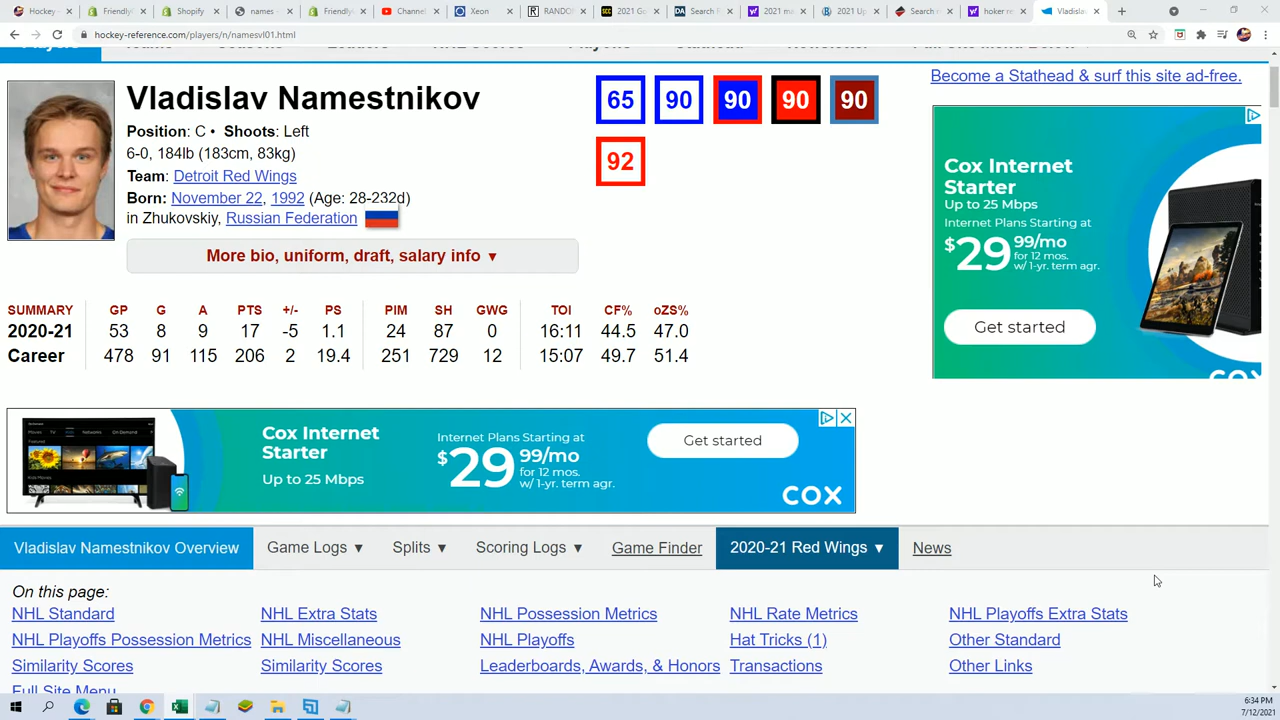 Hockey -
Friendly
Shopify
names -
Friendly
Channel
Xeon
RANDO
2021 Go
Search
2021 ma
2021 Up
Search
hoker re
Vladisla
hockey-reference.com/players/n/namesvl01.html
Players
Vladislav Namestnikov
Position: C • Shoots: Left
6-0, 184lb (183cm, 83kg)
Team: Detroit Red Wings
Born: November 22, 1992 (Age: 28-232d)
in Zhukovskiy, Russian Federation
More bio, uniform, draft, salary info ▼
65 90 90 90 90
92
Become a Stathead & surf this site ad-free.
Cox Internet
Starter
Up to 25 Mbps
Internet Plans Starting at
$29 99/mo
for 12 mos.
w/ 1-yr. term agr.
Get started
COX
SUMMARY GP G A PTS +/- PS PIM SH GWG TOI CF% oZS%
2020-21 53 8 9 17 -5 1.1 24 87 0 16:11 44.5 47.0
Career 478 91 115 206 2 19.4 251 729 12 15:07 49.7 51.4
Cox Internet
Starter
Up to 25 Mbps
Internet Plans Starting at
$29 99/mo
for 12 mos.
w/ 1-yr. term agr.
Get started
COX
Vladislav Namestnikov Overview Game Logs ▼ Splits ▼ Scoring Logs ▼ Game Finder 2020-21 Red Wings ▼ News
On this page:
NHL Standard NHL Extra Stats NHL Possession Metrics NHL Rate Metrics NHL Playoffs Extra Stats
NHL Playoffs Possession Metrics NHL Miscellaneous NHL Playoffs Hat Tricks (1) Other Standard
Similarity Scores Similarity Scores Leaderboards, Awards, & Honors Transactions Other Links
Full Site Menu
6:34 PM
7/12/2021